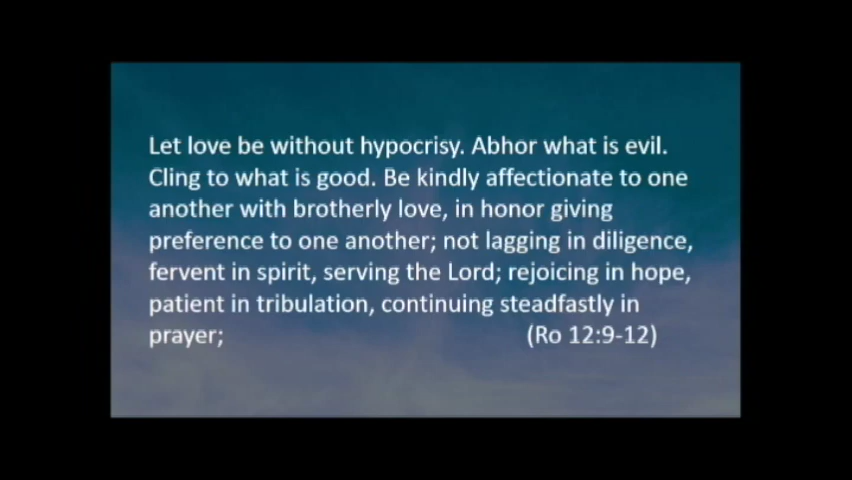 Let love be without hypocrisy. Abhor what is evil.
Cling to what is good. Be kindly affectionate to one
another with brotherly love, in honor giving
preference to one another; not lagging in diligence,
fervent in spirit, serving the Lord; rejoicing in hope,
patient in tribulation, continuing steadfastly in
prayer; (Ro 12:9-12)